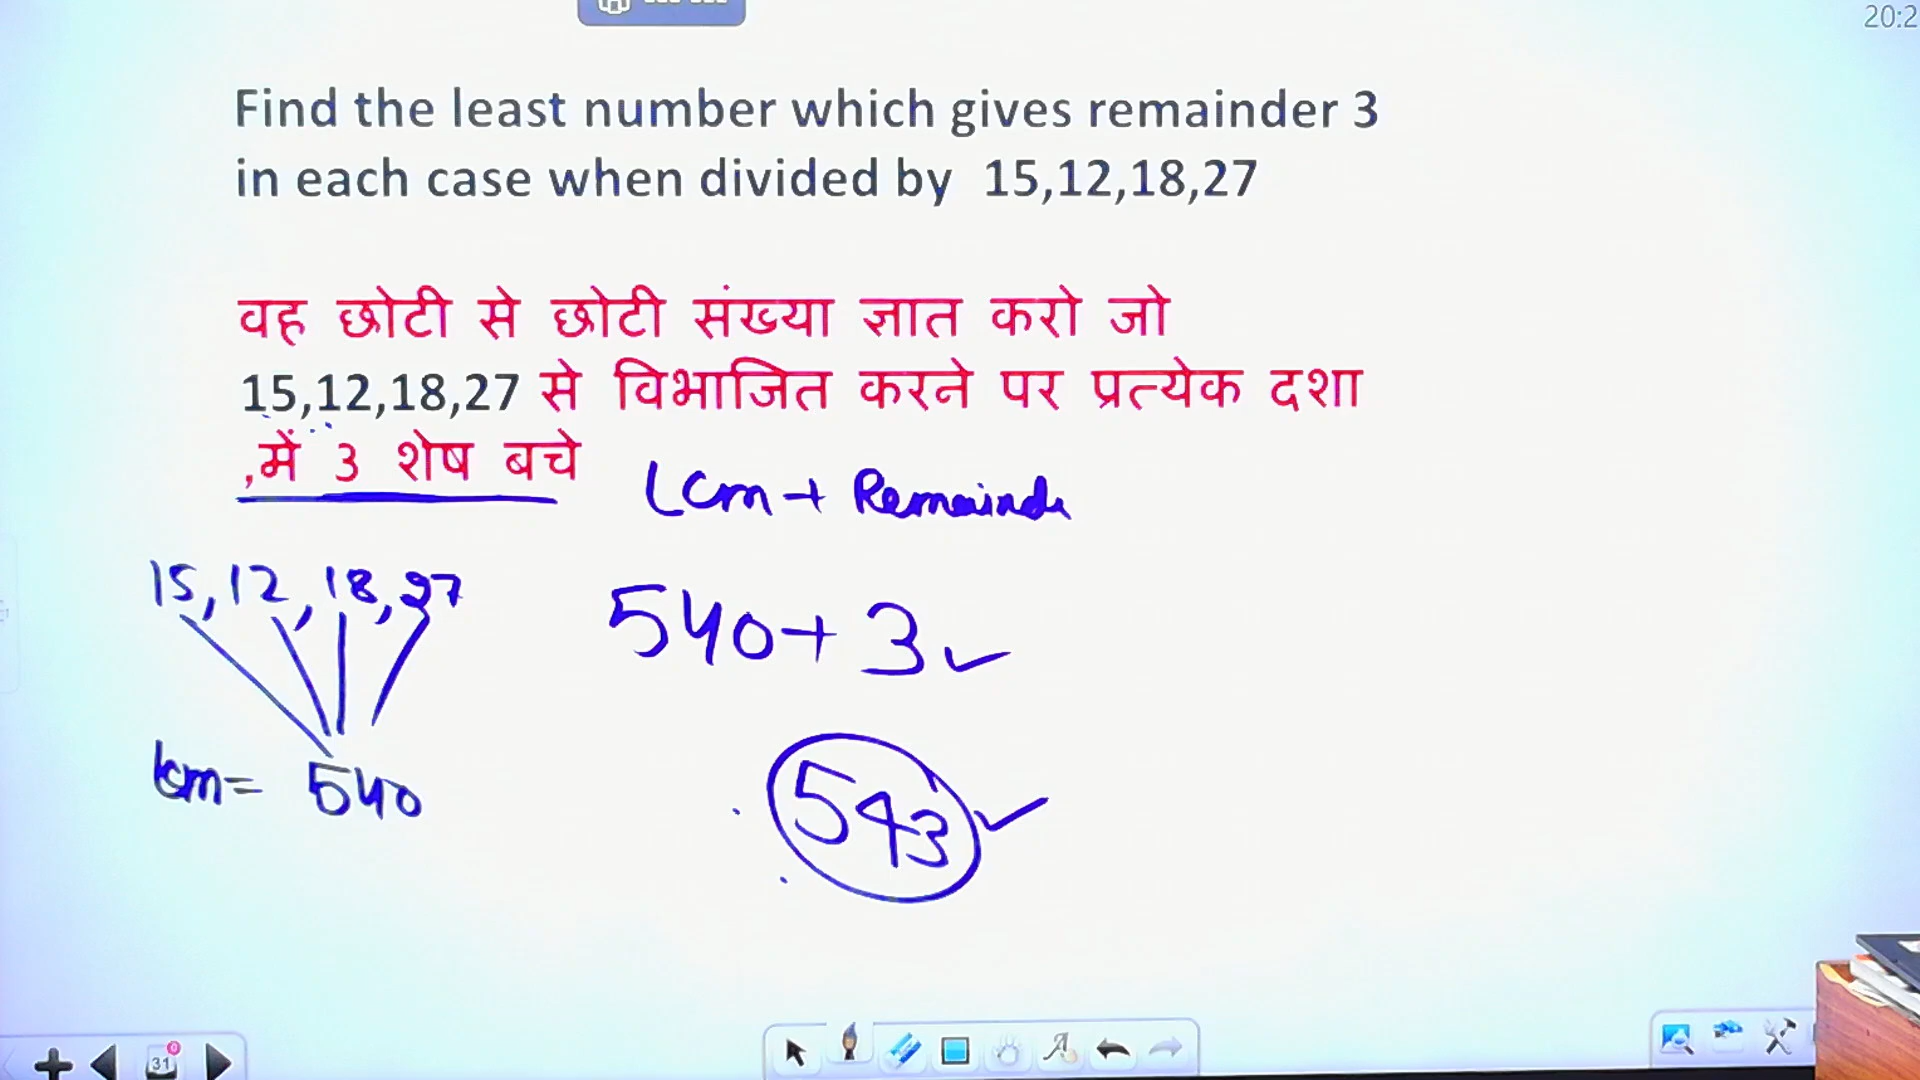 20:2
Find the least number which gives remainder 3
in each case when divided by 15,12,18,27
वह छोटी से छोटी संख्या ज्ञात करो जो
15,12,18,27 से विभाजित करने पर प्रत्येक दशा
,में 3 शेष बचे
Lcm + Remainde
15, 12, 18, 27
540 + 3
Lcm = 540
543
31